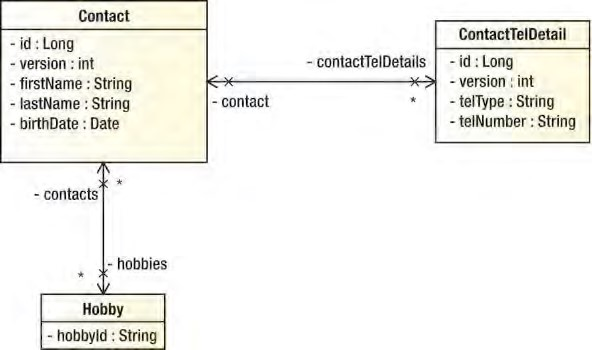 Contact
- id : Long
- version : int
- firstName : String
- lastName : String
- birthDate : Date
ContactTelDetail
- id : Long
- version : int
- telType : String
- telNumber : String
- contactTelDetails
- contact
*
- contacts
*
- hobbies
*
Hobby
- hobbyId : String